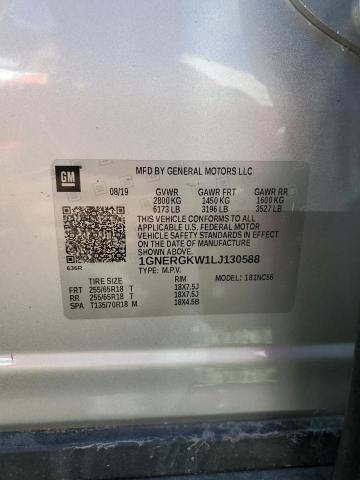 GM
MFD BY GENERAL MOTORS LLC
08/19 GVWR GAWR FRT GAWR RR
2800 KG 1450 KG 1600 KG
6173 LB 3196 LB 3527 LB
THIS VEHICLE CONFORMS TO ALL
APPLICABLE U.S. FEDERAL MOTOR
VEHICLE SAFETY STANDARDS IN EFFECT
ON THE DATE OF MANUFACTURE
SHOWN ABOVE.
1GNERGKW1LJ130588
636R TYPE: M.P.V. MODEL: 1B1NC56
TIRE SIZE RIM
FRT 255/65R18 T 18X7.5J
RR 255/65R18 T 18X7.5J
SPA T135/70R18 M 18X4.5B